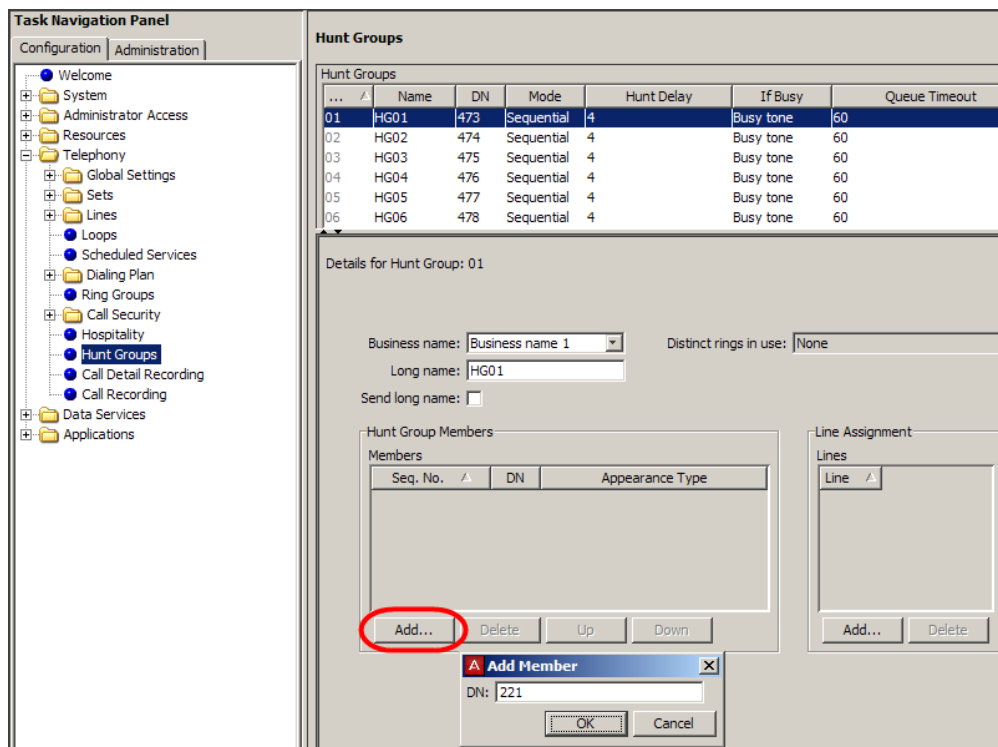 Task Navigation Panel
Configuration Administration
Welcome
System
Administrator Access
Resources
Telephony
Global Settings
Sets
Lines
Loops
Scheduled Services
Dialing Plan
Ring Groups
Call Security
Hospitality
Hunt Groups
Call Detail Recording
Call Recording
Data Services
Applications
Hunt Groups
Hunt Groups
... Name DN Mode Hunt Delay If Busy Queue Timeout
01 HG01 473 Sequential 4 Busy tone 60
02 HG02 474 Sequential 4 Busy tone 60
03 HG03 475 Sequential 4 Busy tone 60
04 HG04 476 Sequential 4 Busy tone 60
05 HG05 477 Sequential 4 Busy tone 60
06 HG06 478 Sequential 4 Busy tone 60
Details for Hunt Group: 01
Business name: Business name 1 Distinct rings in use: None
Long name: HG01
Send long name:
Hunt Group Members
Members
Seq. No. DN Appearance Type
Add... Delete Up Down
Line Assignment
Lines
Line
Add... Delete
Add Member
DN: 221
OK Cancel